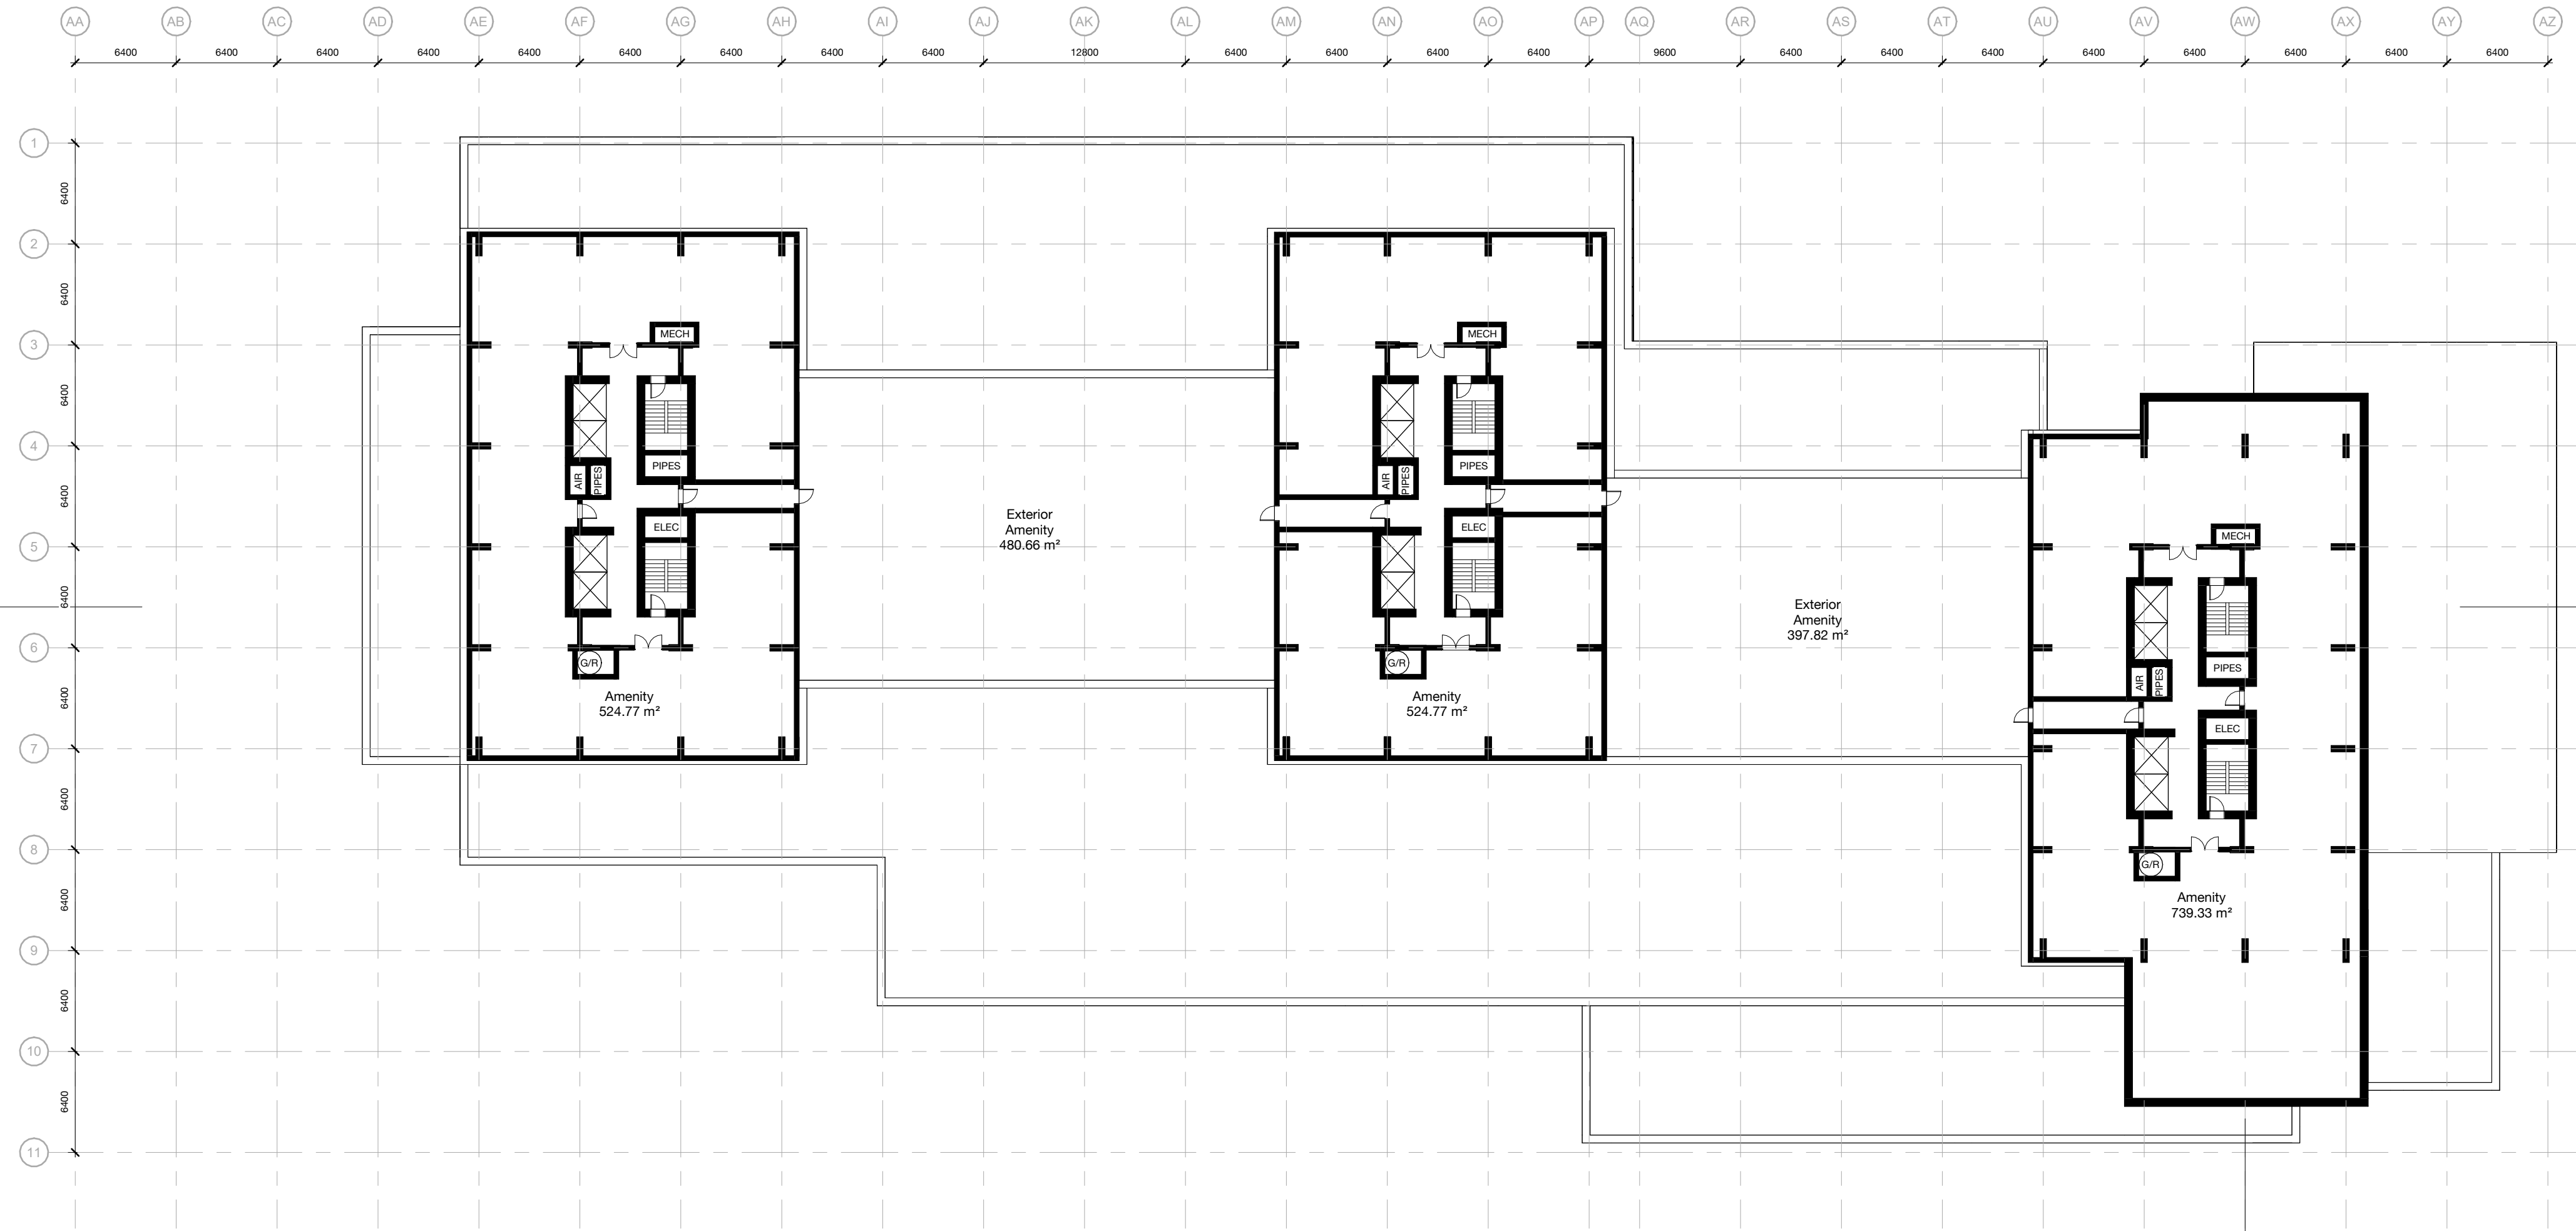 AA AB AC AD AE AF AG AH AI AJ AK AL AM AN AO AP AQ AR AS AT AU AV AW AX AY AZ
6400 6400 6400 6400 6400 6400 6400 6400 6400 12800 6400 6400 6400 6400 9600 6400 6400 6400 6400 6400 6400 6400 6400
1
6400
2
6400
3
6400
4
6400
5
6400
6
6400
7
6400
8
6400
9
6400
10
6400
11
MECH
PIPES
AIR
PIPES
ELEC
G/R
Amenity
524.77 m²
Exterior
Amenity
480.66 m²
MECH
PIPES
AIR
PIPES
ELEC
G/R
Amenity
524.77 m²
Exterior
Amenity
397.82 m²
MECH
PIPES
AIR
PIPES
ELEC
G/R
Amenity
739.33 m²